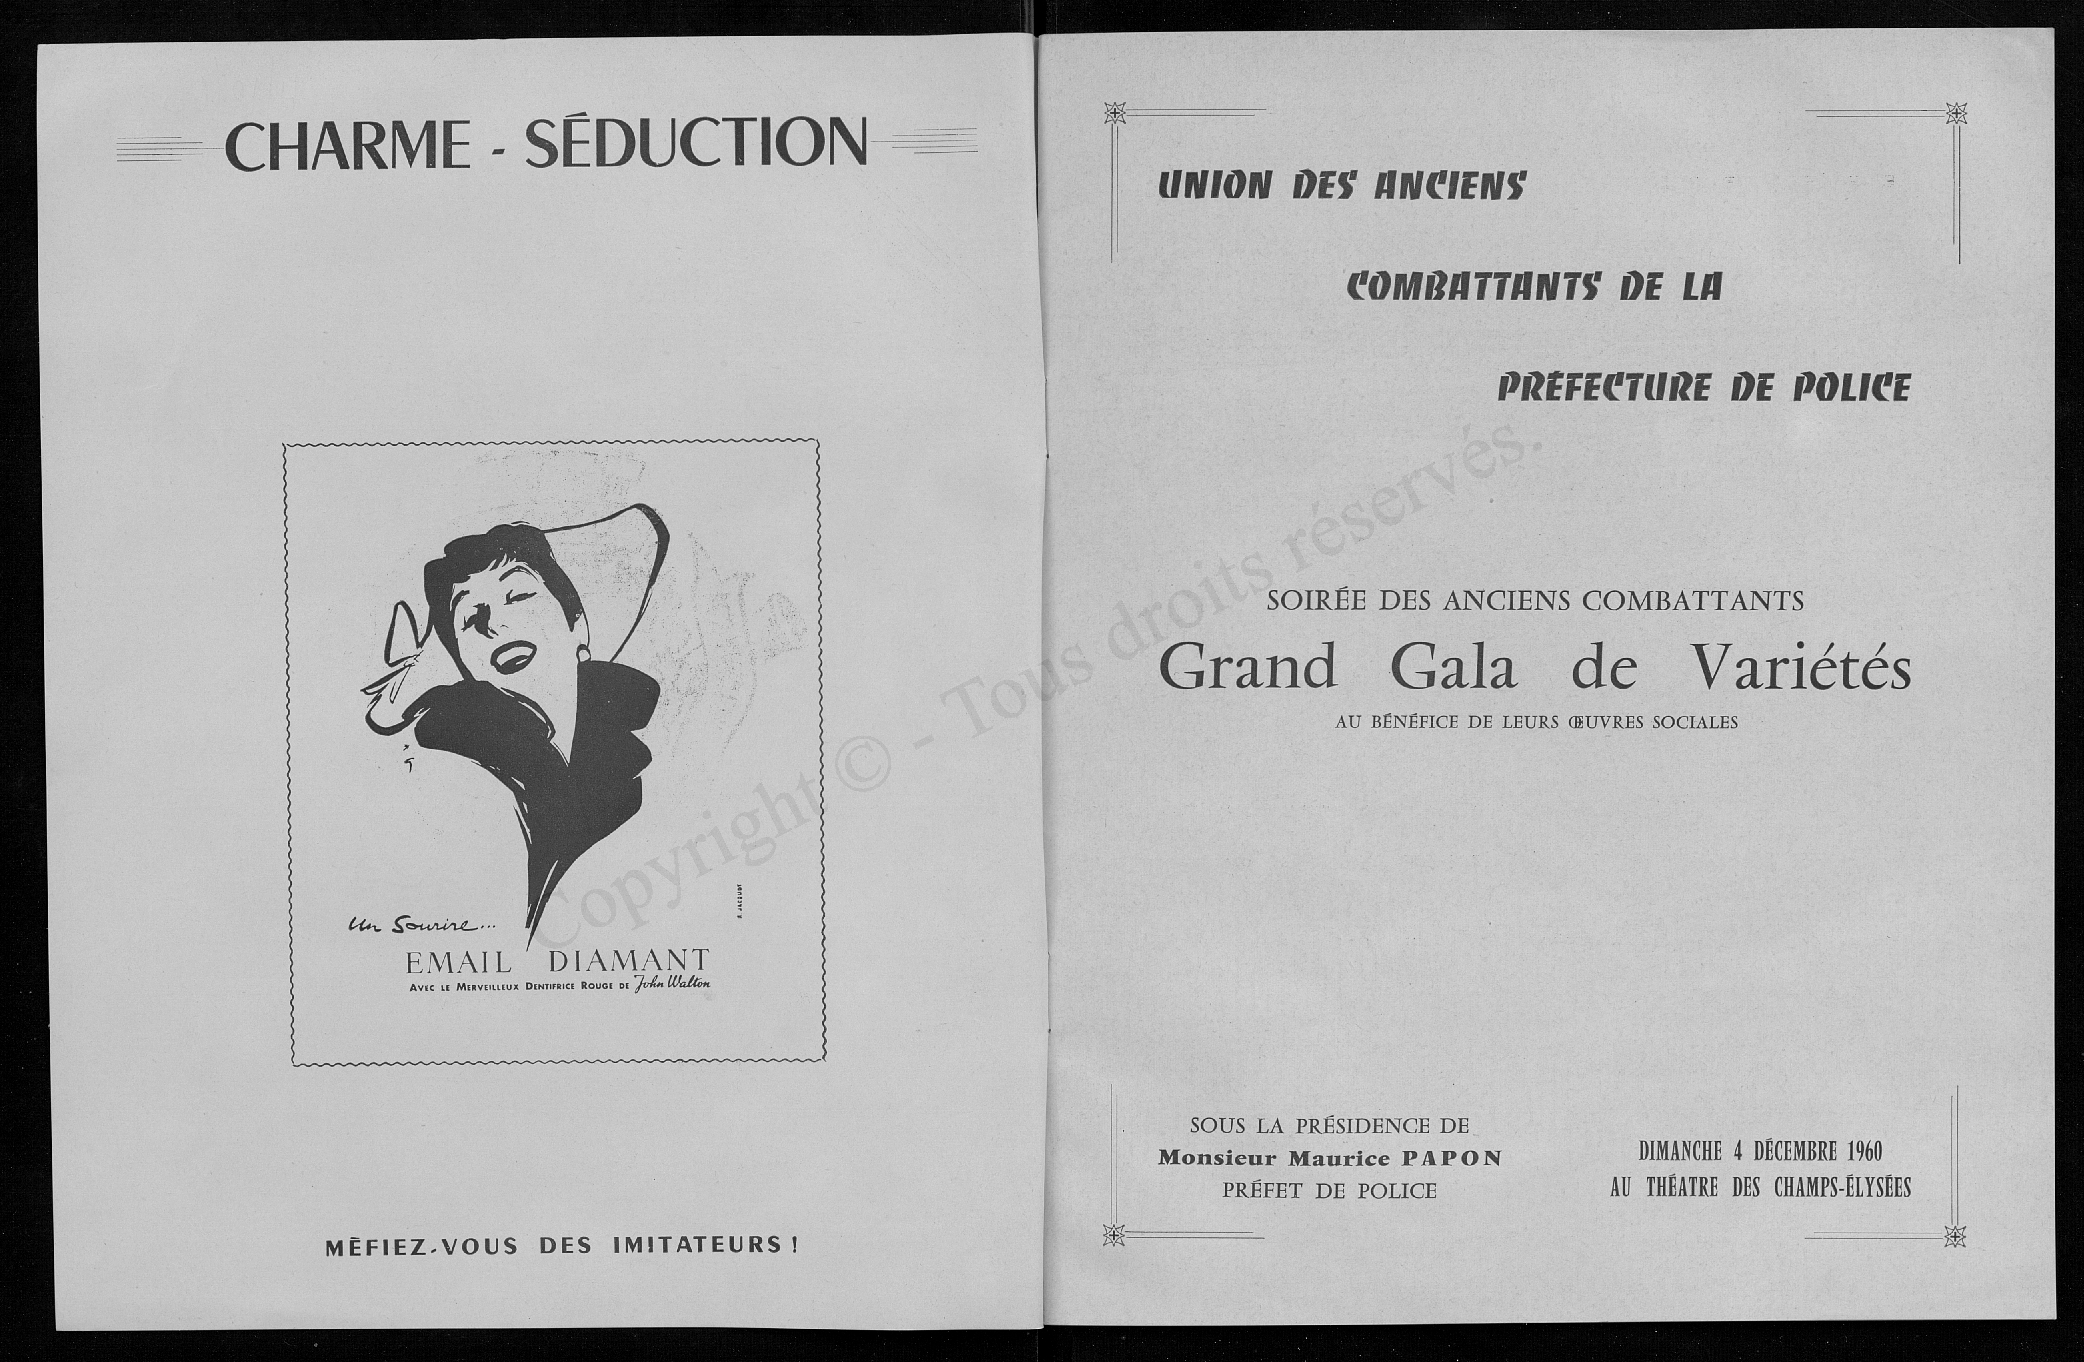 CHARME - SÉDUCTION
Un Sourire...
EMAIL DIAMANT
AVEC LE MERVEILLEUX DENTIFRICE ROUGE DE John Walton
R. JACQUOT
MÉFIEZ-VOUS DES IMITATEURS !
UNION DES ANCIENS
COMBATTANTS DE LA
PRÉFECTURE DE POLICE
SOIRÉE DES ANCIENS COMBATTANTS
Grand Gala de Variétés
AU BÉNÉFICE DE LEURS ŒUVRES SOCIALES
SOUS LA PRÉSIDENCE DE
Monsieur Maurice PAPON
PRÉFET DE POLICE
DIMANCHE 4 DÉCEMBRE 1960
AU THÉATRE DES CHAMPS-ÉLYSÉES
Copyright © - Tous droits réservés.